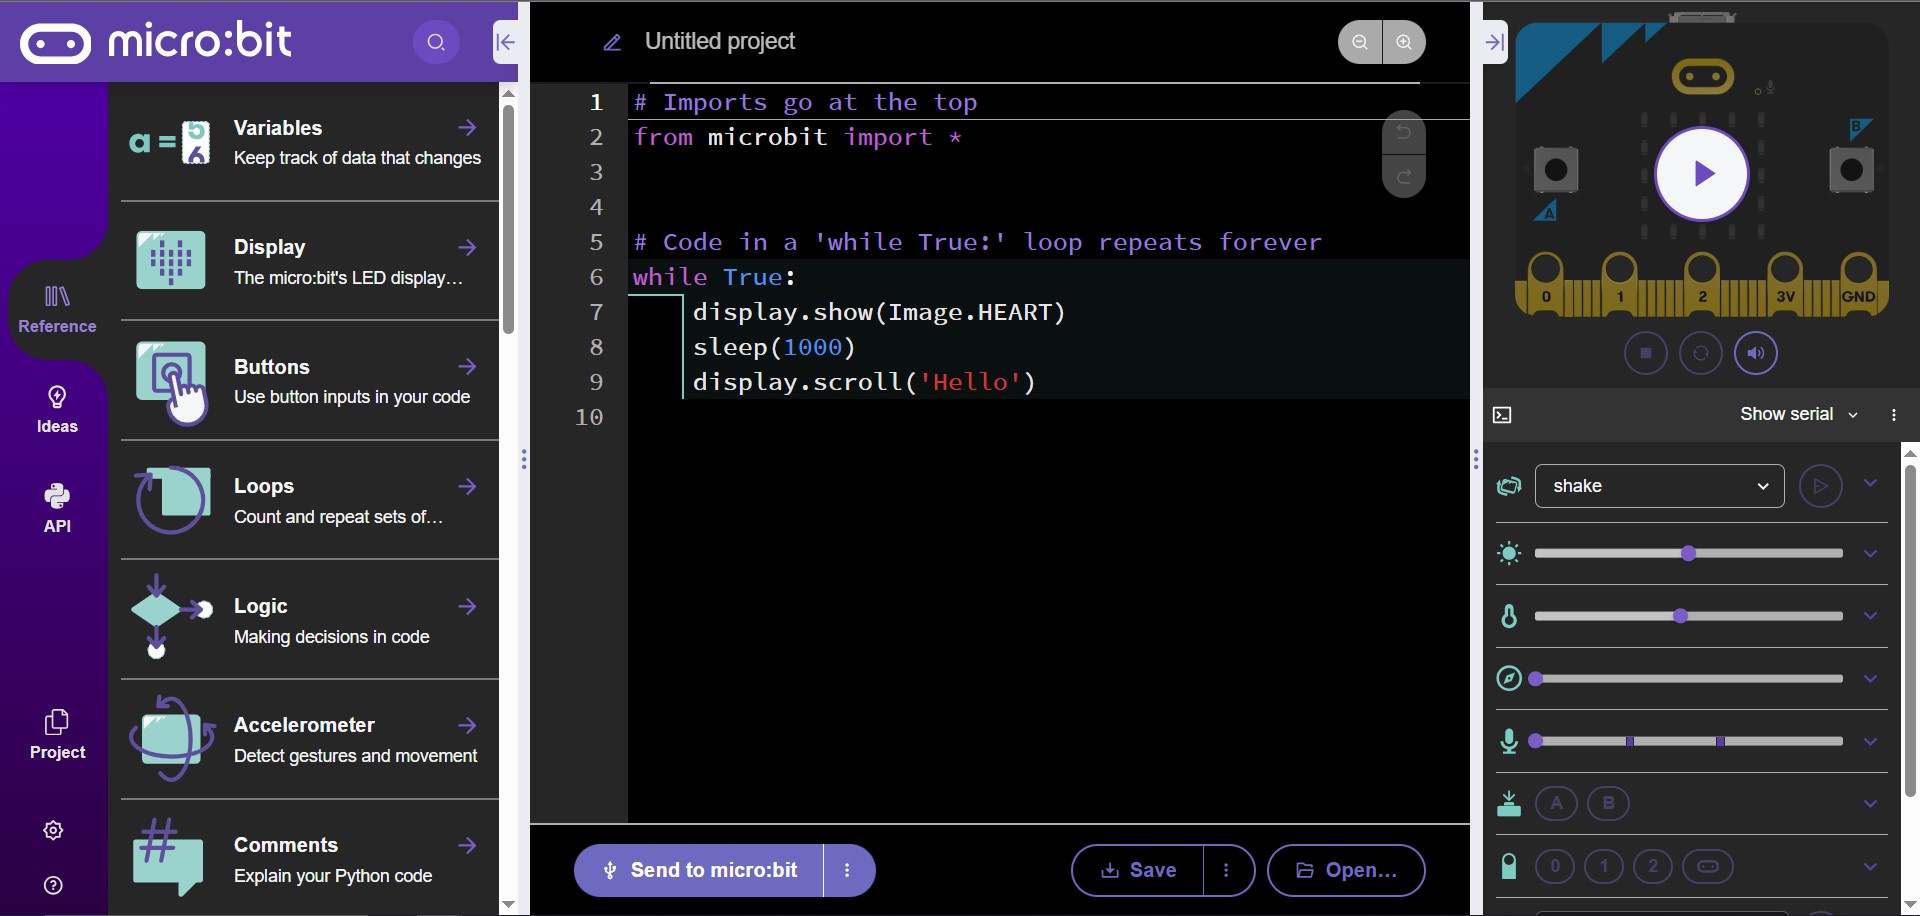 micro:bit
Reference
Ideas
API
Project
a = 5
6
Variables
Keep track of data that changes
Display
The micro:bit's LED display...
Buttons
Use button inputs in your code
Loops
Count and repeat sets of...
Logic
Making decisions in code
Accelerometer
Detect gestures and movement
#
Comments
Explain your Python code
Untitled project
1 # Imports go at the top
2 from microbit import *
3
4
5 # Code in a 'while True:' loop repeats forever
6 while True:
7 display.show(Image.HEART)
8 sleep(1000)
9 display.scroll('Hello')
10
Send to micro:bit
Save
Open...
B
A
0 1 2 3V GND
Show serial
shake
A B
0 1 2